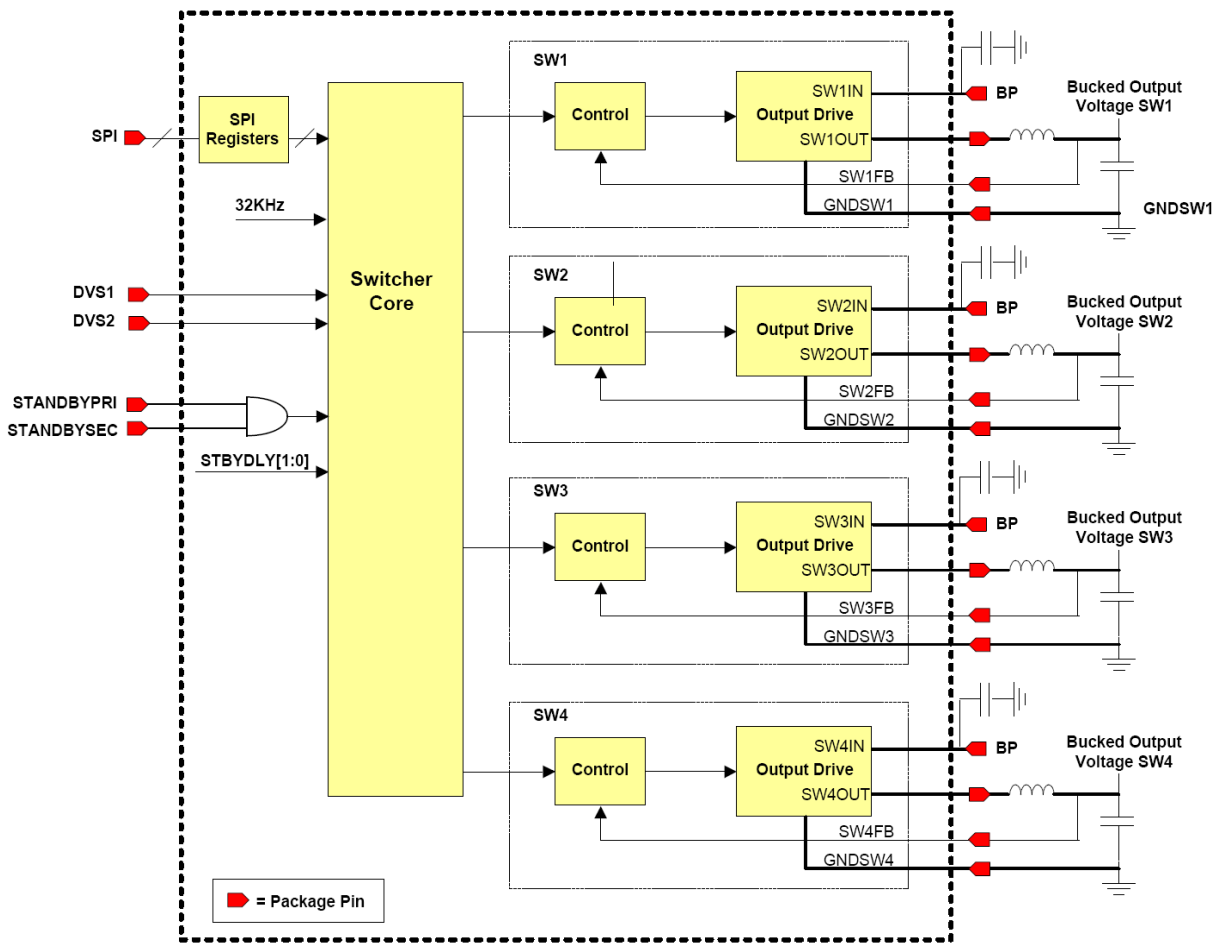 SPI
SPI
Registers
32KHz
DVS1
DVS2
STANDBYPRI
STANDBYSEC
STBYDLY[1:0]
Switcher
Core
SW1
Control
SW1IN
Output Drive
SW1OUT
SW1FB
GNDSW1
BP
Bucked Output
Voltage SW1
GNDSW1
SW2
Control
SW2IN
Output Drive
SW2OUT
SW2FB
GNDSW2
BP
Bucked Output
Voltage SW2
SW3
Control
SW3IN
Output Drive
SW3OUT
SW3FB
GNDSW3
BP
Bucked Output
Voltage SW3
SW4
Control
SW4IN
Output Drive
SW4OUT
SW4FB
GNDSW4
BP
Bucked Output
Voltage SW4
= Package Pin